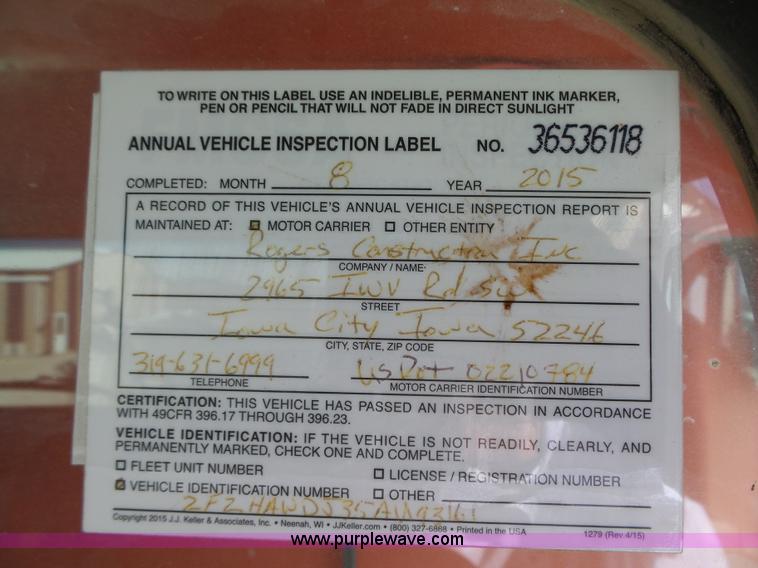 TO WRITE ON THIS LABEL USE AN INDELIBLE, PERMANENT INK MARKER,
PEN OR PENCIL THAT WILL NOT FADE IN DIRECT SUNLIGHT
ANNUAL VEHICLE INSPECTION LABEL NO. 36536118
COMPLETED: MONTH 8 YEAR 2015
A RECORD OF THIS VEHICLE'S ANNUAL VEHICLE INSPECTION REPORT IS
MAINTAINED AT: MOTOR CARRIER OTHER ENTITY
Rogers Construction Inc
COMPANY / NAME
2965 IWV Rd SW
STREET
Iowa City Iowa 52246
CITY, STATE, ZIP CODE
319-631-6999 US Dot 02210784
TELEPHONE MOTOR CARRIER IDENTIFICATION NUMBER
CERTIFICATION: THIS VEHICLE HAS PASSED AN INSPECTION IN ACCORDANCE
WITH 49CFR 396.17 THROUGH 396.23.
VEHICLE IDENTIFICATION: IF THE VEHICLE IS NOT READILY, CLEARLY, AND
PERMANENTLY MARKED, CHECK ONE AND COMPLETE.
FLEET UNIT NUMBER LICENSE / REGISTRATION NUMBER
VEHICLE IDENTIFICATION NUMBER OTHER
Copyright 2015 J.J. Keller & Associates, Inc. • Neenah, WI • JJKeller.com • (800) 327-6868 • Printed in the USA 1279 (Rev.4/15)
www.purplewave.com